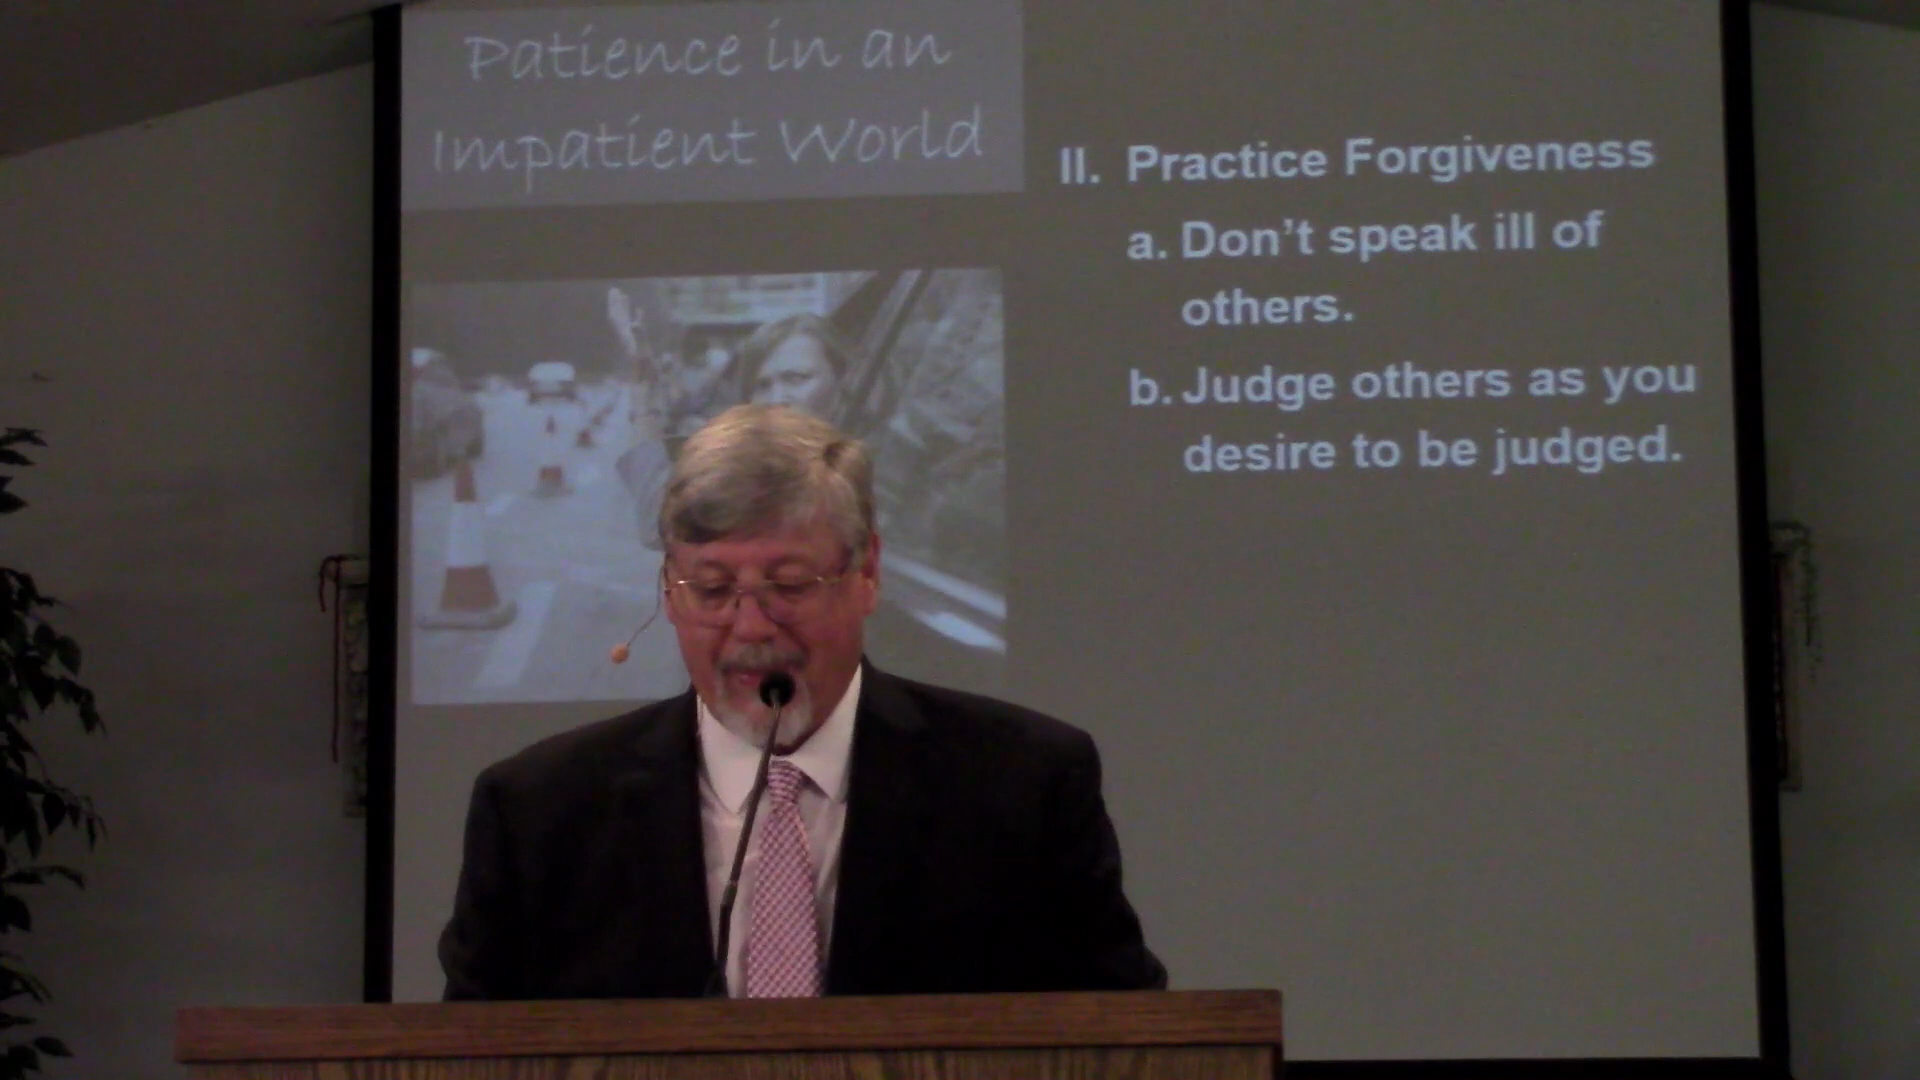 Patience in an
Impatient World
II. Practice Forgiveness
a. Don't speak ill of
others.
b. Judge others as you
desire to be judged.